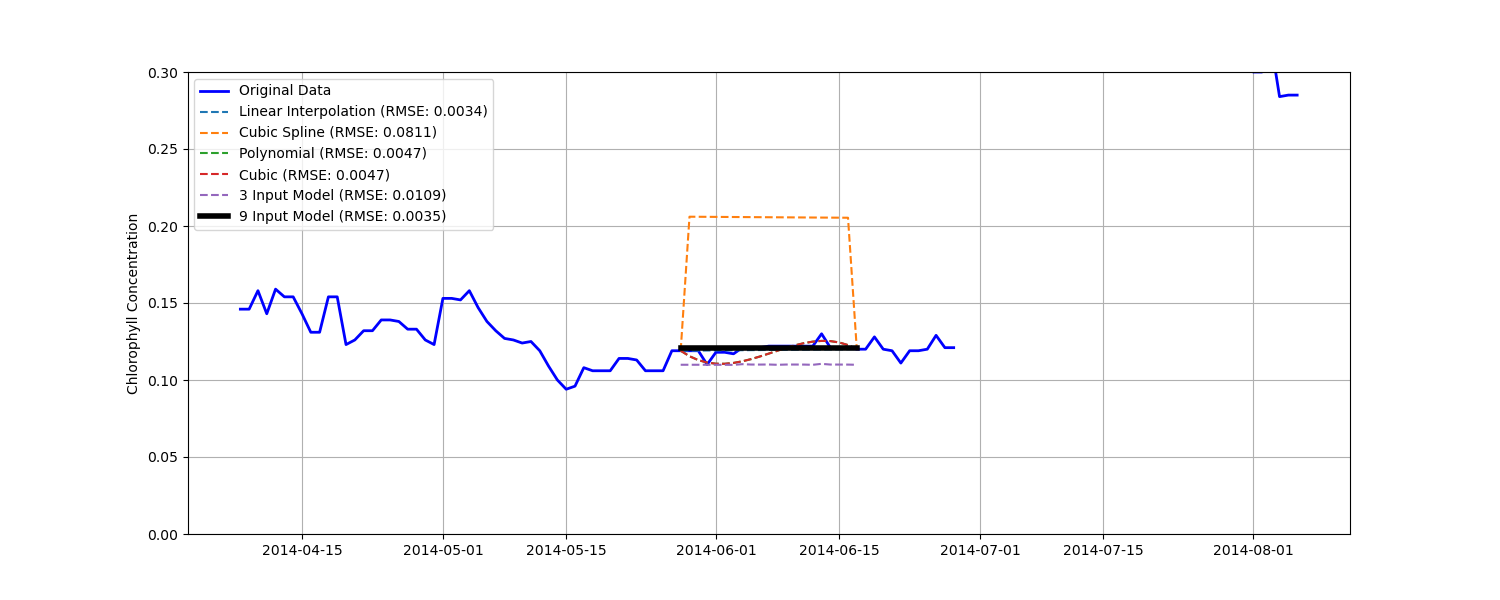 0.30
0.25
0.20
0.15
0.10
0.05
0.00
Chlorophyll Concentration
Original Data
Linear Interpolation (RMSE: 0.0034)
Cubic Spline (RMSE: 0.0811)
Polynomial (RMSE: 0.0047)
Cubic (RMSE: 0.0047)
3 Input Model (RMSE: 0.0109)
9 Input Model (RMSE: 0.0035)
2014-04-15 2014-05-01 2014-05-15 2014-06-01 2014-06-15 2014-07-01 2014-07-15 2014-08-01